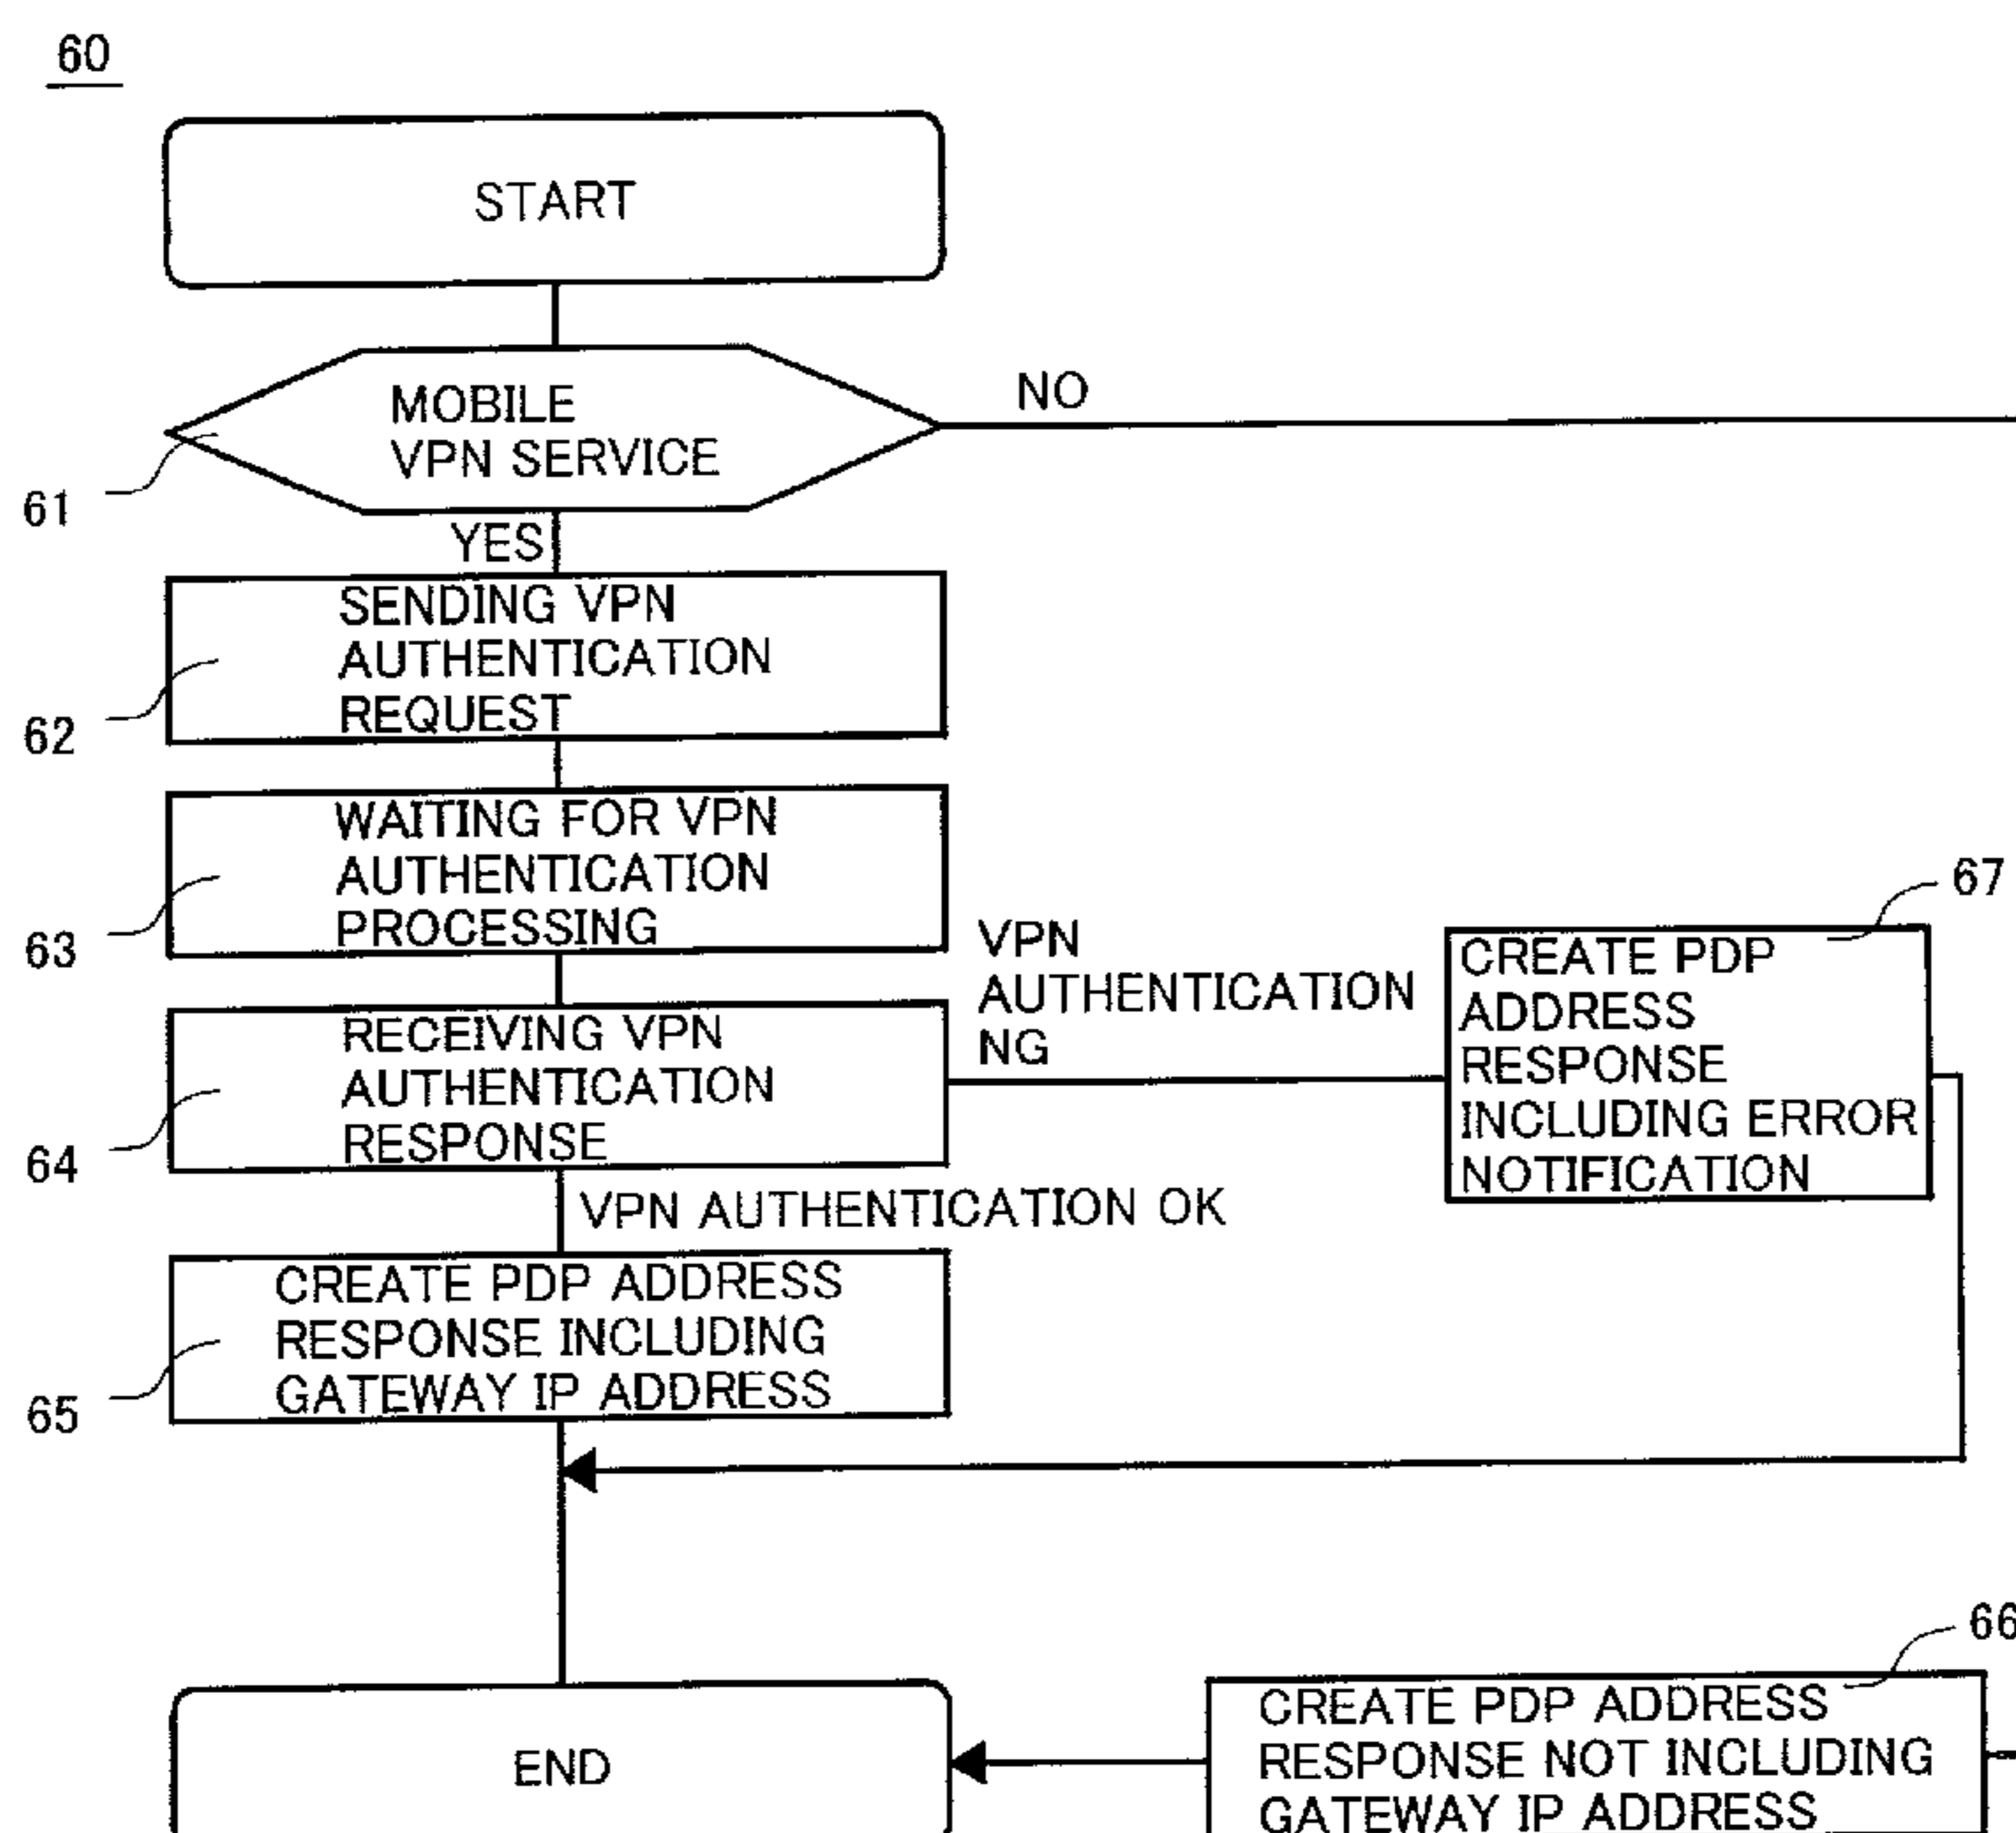 60
START
MOBILE
VPN SERVICE
NO
61
YES
SENDING VPN
AUTHENTICATION
REQUEST
62
WAITING FOR VPN
AUTHENTICATION
PROCESSING
63
VPN
AUTHENTICATION
NG
67
CREATE PDP
ADDRESS
RESPONSE
INCLUDING ERROR
NOTIFICATION
RECEIVING VPN
AUTHENTICATION
RESPONSE
64
VPN AUTHENTICATION OK
CREATE PDP ADDRESS
RESPONSE INCLUDING
GATEWAY IP ADDRESS
65
66
END
CREATE PDP ADDRESS
RESPONSE NOT INCLUDING
GATEWAY IP ADDRESS